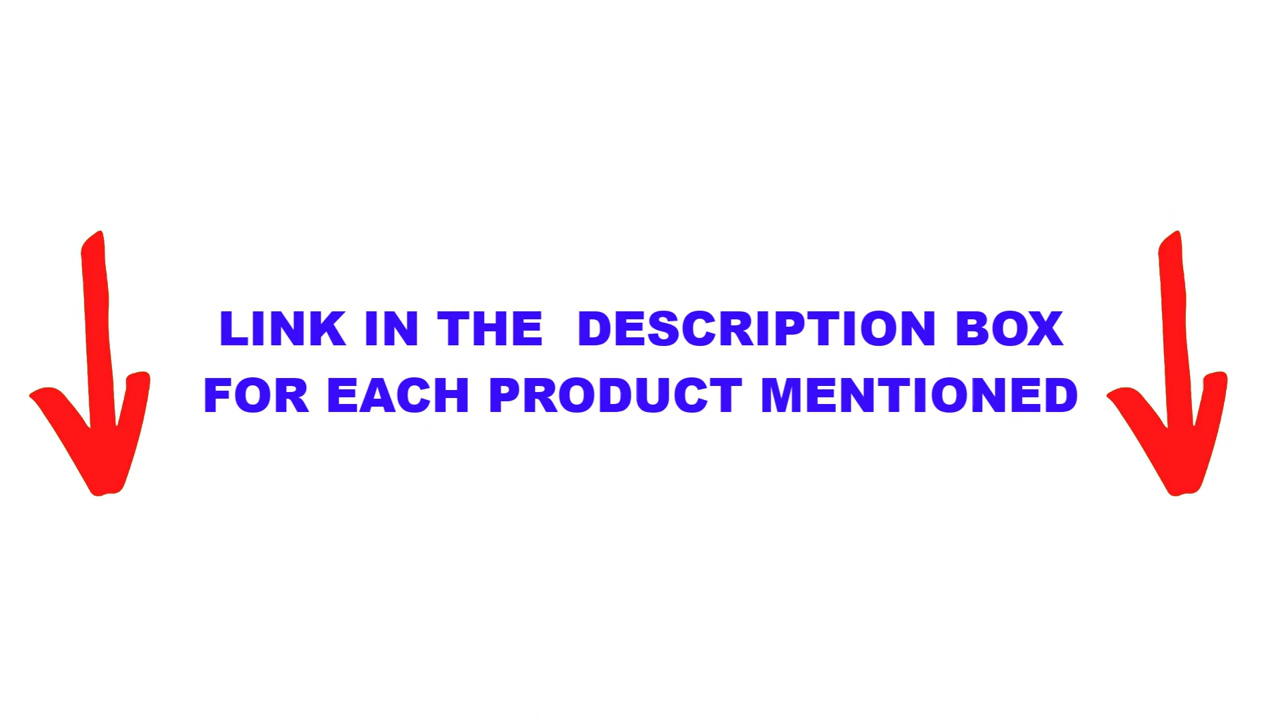 LINK IN THE  DESCRIPTION BOX
FOR EACH PRODUCT MENTIONED